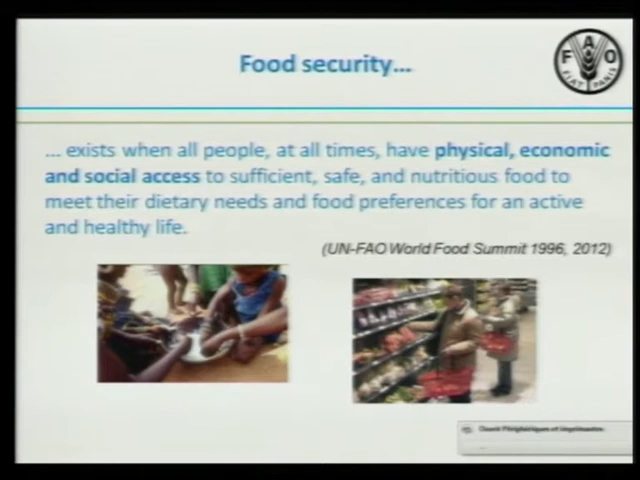 Food security...
F A O
FIAT PANIS
... exists when all people, at all times, have physical, economic
and social access to sufficient, safe, and nutritious food to
meet their dietary needs and food preferences for an active
and healthy life.
(UN-FAO World Food Summit 1996, 2012)